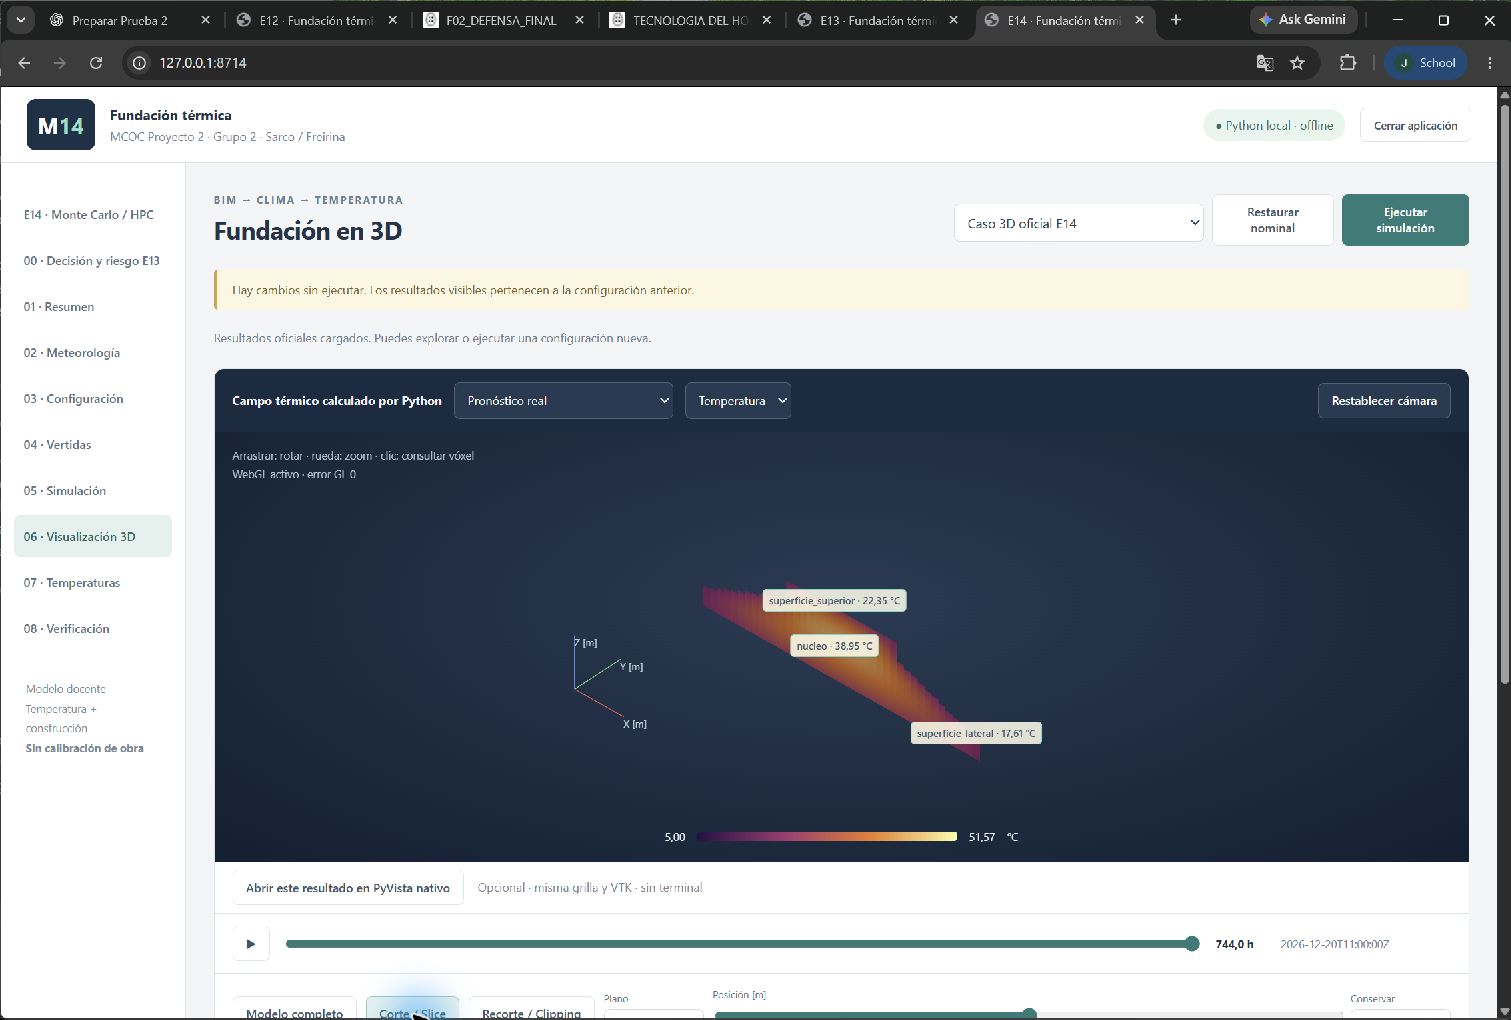 Preparar Prueba 2
E12 · Fundación térmi
F02_DEFENSA_FINAL
TECNOLOGIA DEL HO
E13 · Fundación térmi
E14 · Fundación térmi
Ask Gemini
127.0.0.1:8714
J
School
M14
Fundación térmica
MCOC Proyecto 2 · Grupo 2 · Sarco / Freirina
Python local · offline
Cerrar aplicación
E14 · Monte Carlo / HPC
00 · Decisión y riesgo E13
01 · Resumen
02 · Meteorología
03 · Configuración
04 · Vertidas
05 · Simulación
06 · Visualización 3D
07 · Temperaturas
08 · Verificación
Modelo docente
Temperatura +
construcción
Sin calibración de obra
BIM → CLIMA → TEMPERATURA
Fundación en 3D
Caso 3D oficial E14
Restaurar
nominal
Ejecutar
simulación
Hay cambios sin ejecutar. Los resultados visibles pertenecen a la configuración anterior.
Resultados oficiales cargados. Puedes explorar o ejecutar una configuración nueva.
Campo térmico calculado por Python
Pronóstico real
Temperatura
Restablecer cámara
Arrastrar: rotar · rueda: zoom · clic: consultar vóxel
WebGL activo · error GL 0
superficie_superior · 22,35 °C
nucleo · 38,95 °C
superficie_lateral · 17,61 °C
Z [m]
Y [m]
X [m]
5,00
51,57
°C
Abrir este resultado en PyVista nativo
Opcional · misma grilla y VTK · sin terminal
744,0 h
2026-12-20T11:00:00Z
Modelo completo
Corte / Slice
Recorte / Clipping
Plano
Posición [m]
Conservar